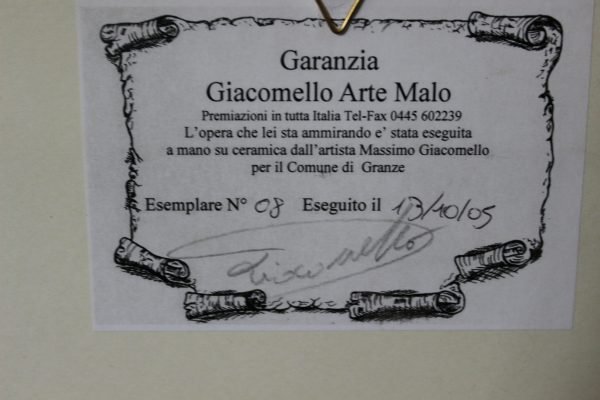 Garanzia
Giacomello Arte Malo
Premiazioni in tutta Italia Tel-Fax 0445 602239
L'opera che lei sta ammirando e' stata eseguita
a mano su ceramica dall'artista Massimo Giacomello
per il Comune di Granze
Esemplare N° 08 Eseguito il 13/10/05
Giacomello